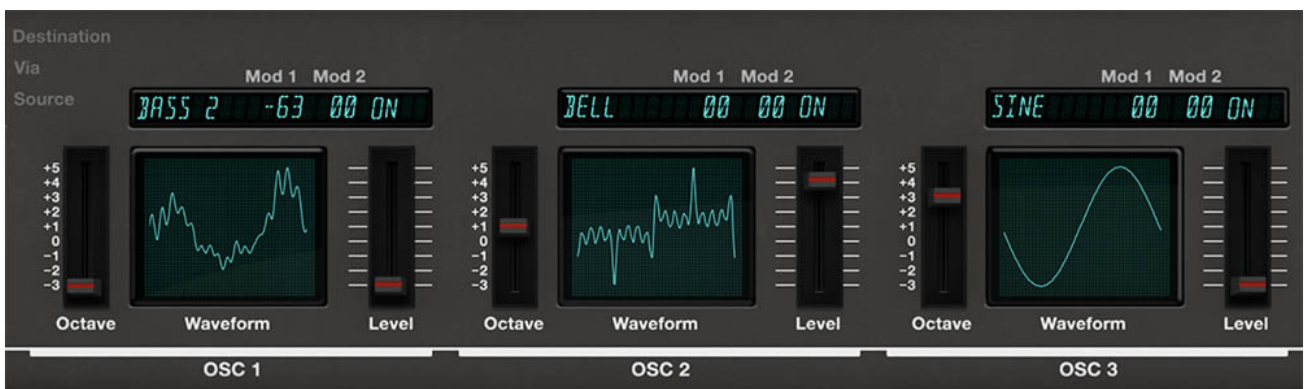 Destination
Via
Source
Mod 1 Mod 2
BASS 2 -63 00 ON
+5
+4
+3
+2
+1
0
-1
-2
-3
Octave Waveform Level
OSC 1
Mod 1 Mod 2
BELL 00 00 ON
+5
+4
+3
+2
+1
0
-1
-2
-3
Octave Waveform Level
OSC 2
Mod 1 Mod 2
SINE 00 00 ON
+5
+4
+3
+2
+1
0
-1
-2
-3
Octave Waveform Level
OSC 3